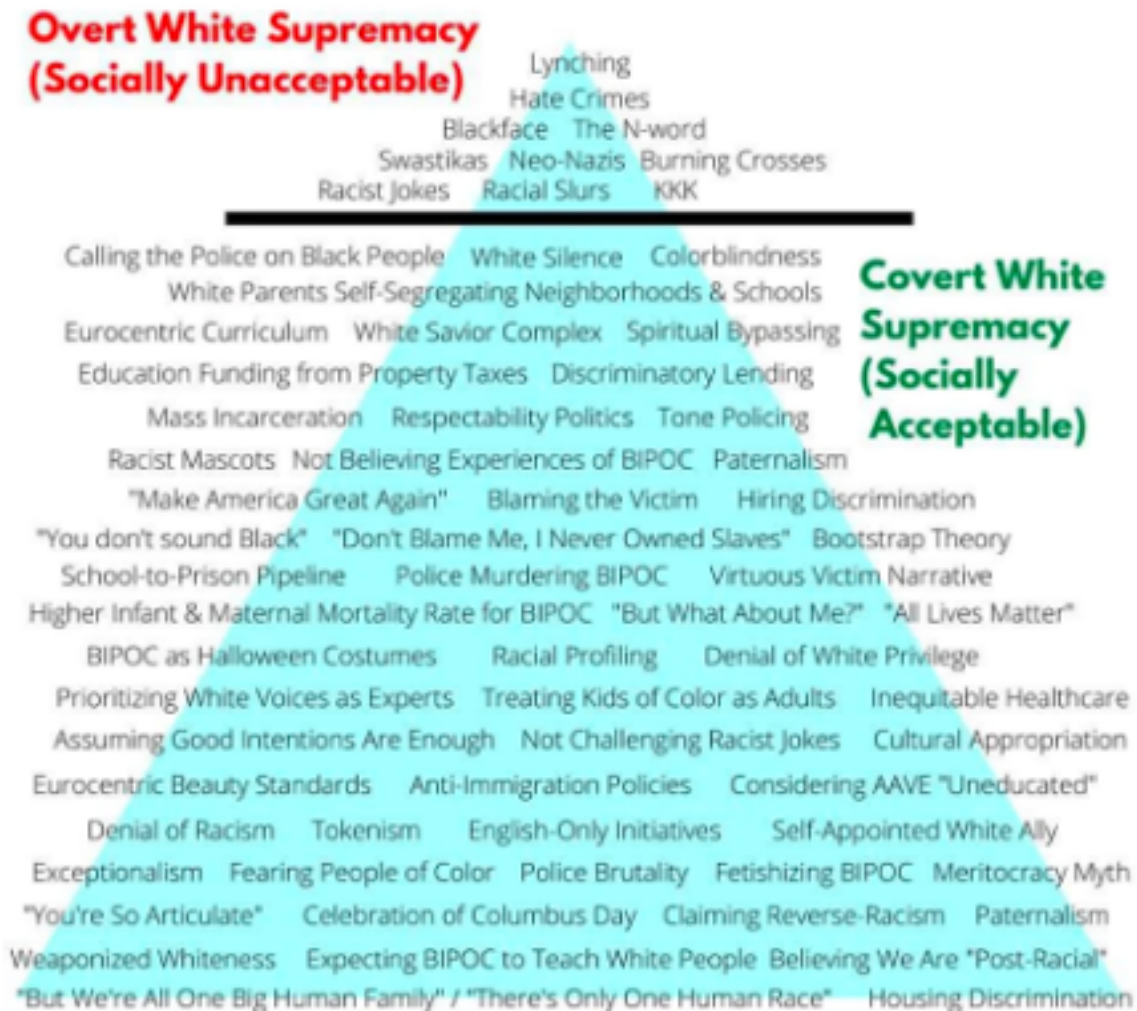 Overt White Supremacy
(Socially Unacceptable)
Lynching
Hate Crimes
Blackface The N-word
Swastikas Neo-Nazis Burning Crosses
Racist Jokes Racial Slurs KKK
Calling the Police on Black People White Silence Colorblindness
Covert White
Supremacy
(Socially
Acceptable)
White Parents Self-Segregating Neighborhoods & Schools
Eurocentric Curriculum White Savior Complex Spiritual Bypassing
Education Funding from Property Taxes Discriminatory Lending
Mass Incarceration Respectability Politics Tone Policing
Racist Mascots Not Believing Experiences of BIPOC Paternalism
"Make America Great Again" Blaming the Victim Hiring Discrimination
"You don't sound Black" "Don't Blame Me, I Never Owned Slaves" Bootstrap Theory
School-to-Prison Pipeline Police Murdering BIPOC Virtuous Victim Narrative
Higher Infant & Maternal Mortality Rate for BIPOC "But What About Me?" "All Lives Matter"
BIPOC as Halloween Costumes Racial Profiling Denial of White Privilege
Prioritizing White Voices as Experts Treating Kids of Color as Adults Inequitable Healthcare
Assuming Good Intentions Are Enough Not Challenging Racist Jokes Cultural Appropriation
Eurocentric Beauty Standards Anti-Immigration Policies Considering AAVE "Uneducated"
Denial of Racism Tokenism English-Only Initiatives Self-Appointed White Ally
Exceptionalism Fearing People of Color Police Brutality Fetishizing BIPOC Meritocracy Myth
"You're So Articulate" Celebration of Columbus Day Claiming Reverse-Racism Paternalism
Weaponized Whiteness Expecting BIPOC to Teach White People Believing We Are "Post-Racial"
"But We're All One Big Human Family" / "There's Only One Human Race" Housing Discrimination